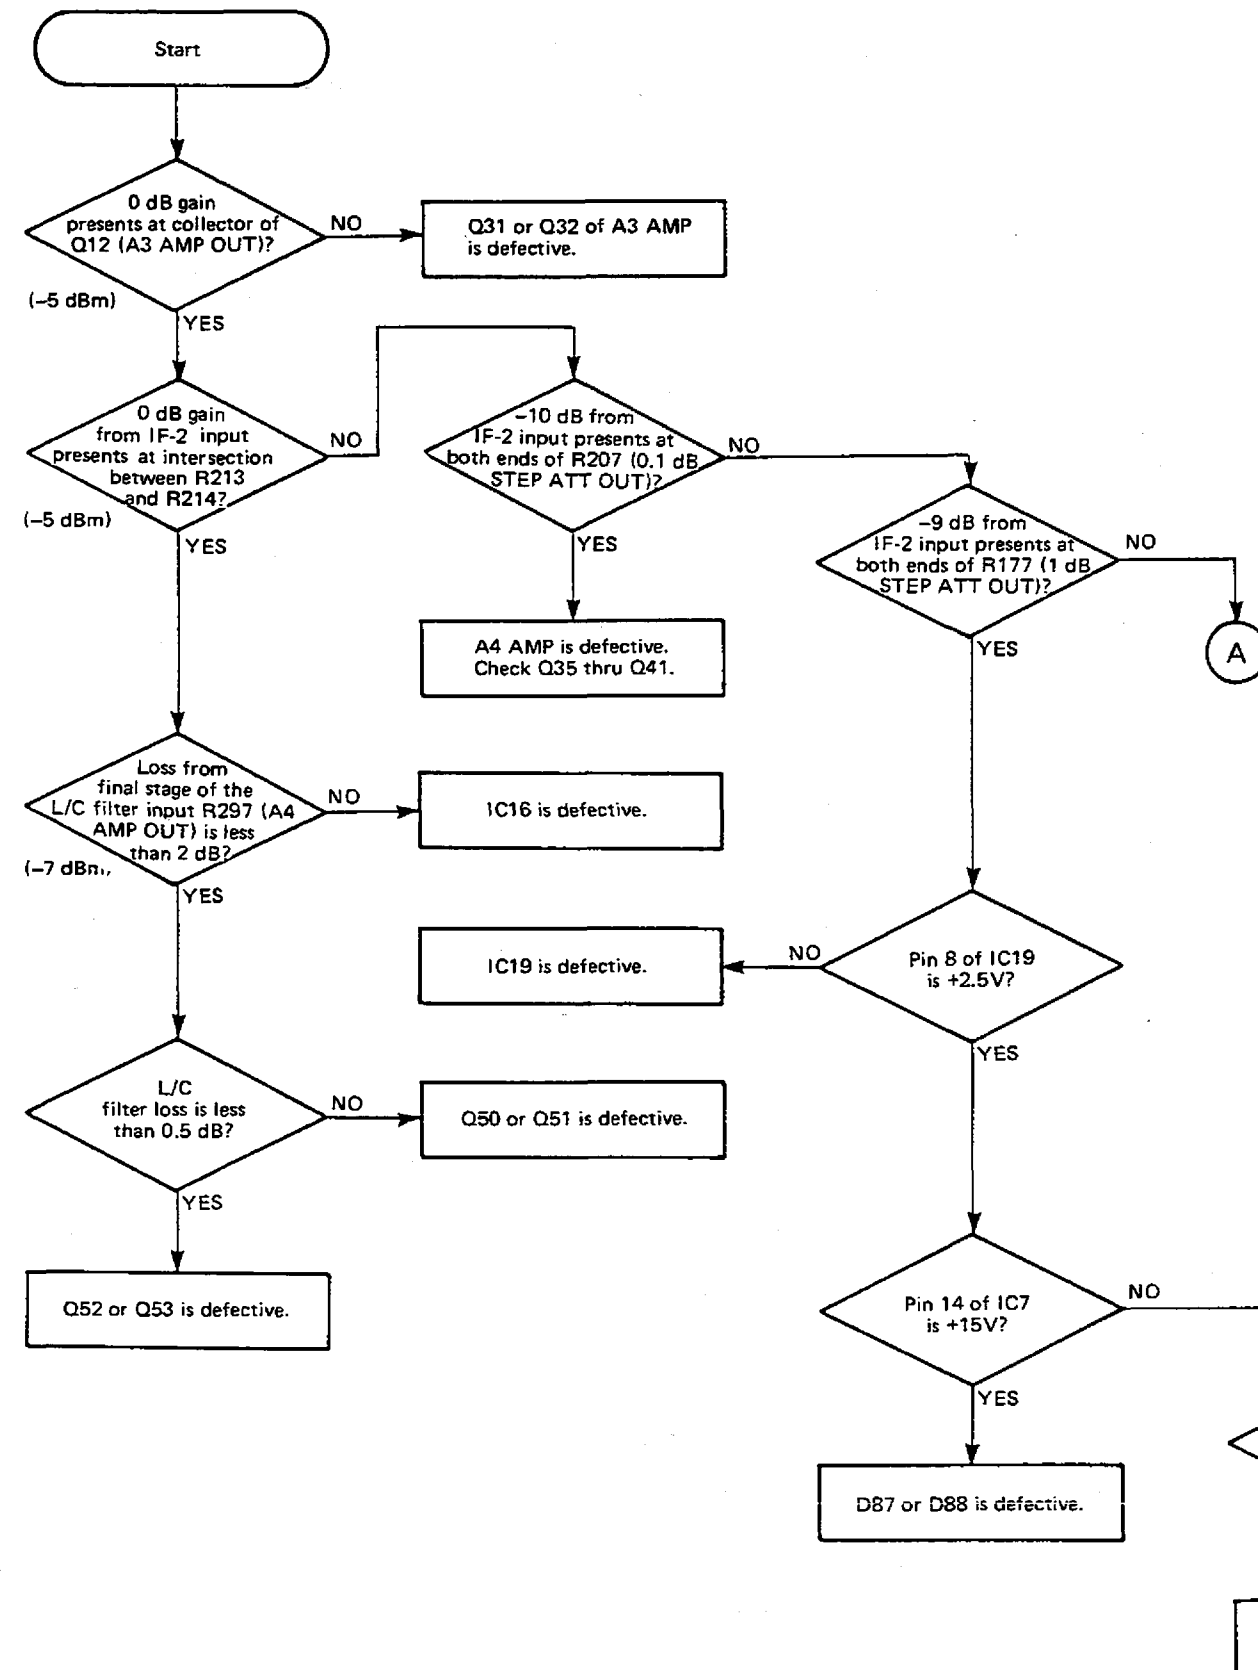 Start
0 dB gain
presents at collector of
Q12 (A3 AMP OUT)?
NO
(–5 dBm)
YES
Q31 or Q32 of A3 AMP
is defective.
0 dB gain
from IF-2 input
presents at intersection
between R213
and R214?
NO
(–5 dBm)
YES
–10 dB from
IF-2 input presents at
both ends of R207 (0.1 dB
STEP ATT OUT)?
NO
YES
–9 dB from
IF-2 input presents at
both ends of R177 (1 dB
STEP ATT OUT)?
NO
YES
A
A4 AMP is defective.
Check Q35 thru Q41.
Loss from
final stage of the
L/C filter input R297 (A4
AMP OUT) is less
than 2 dB?
NO
(–7 dBm,
YES
IC16 is defective.
IC19 is defective.
NO
Pin 8 of IC19
is +2.5V?
YES
L/C
filter loss is less
than 0.5 dB?
NO
YES
Q50 or Q51 is defective.
Q52 or Q53 is defective.
Pin 14 of IC7
is +15V?
NO
YES
D87 or D88 is defective.